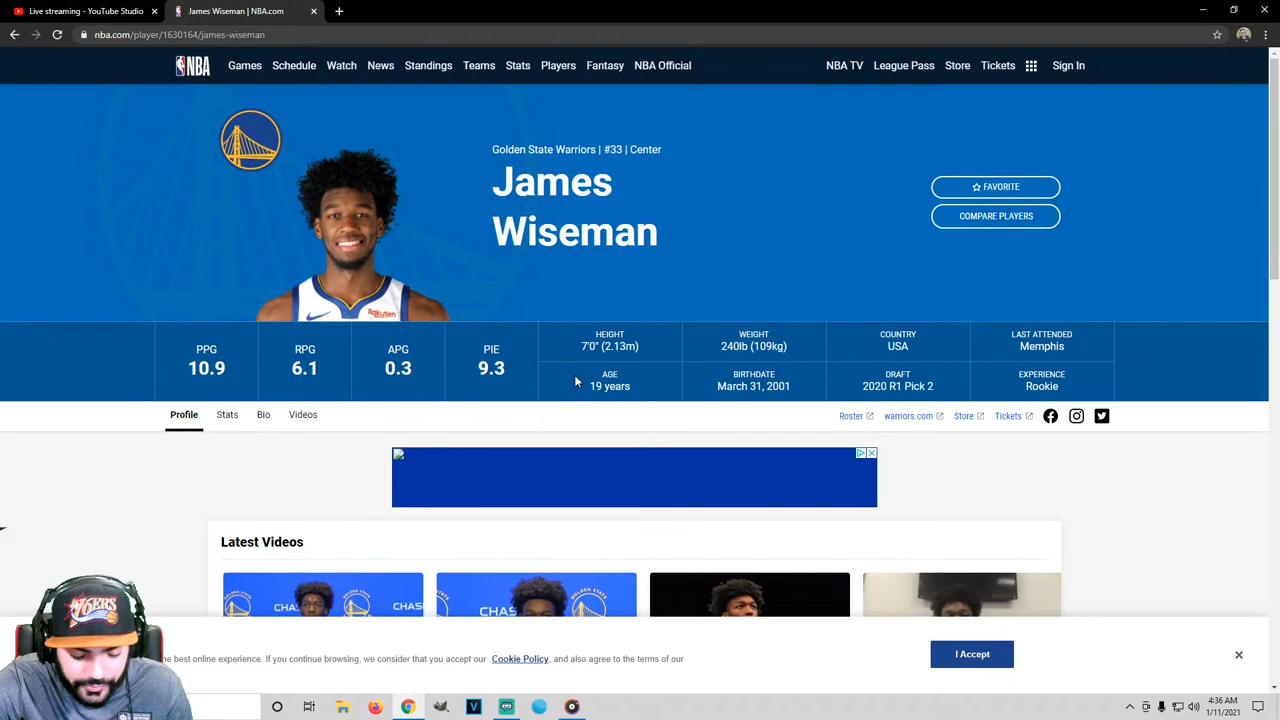 Live streaming - YouTube Studio
James Wiseman | NBA.com
nba.com/player/1630164/james-wiseman
NBA Games Schedule Watch News Standings Teams Stats Players Fantasy NBA Official NBA TV League Pass Store Tickets Sign In
Golden State Warriors | #33 | Center
James
Wiseman
FAVORITE
COMPARE PLAYERS
Rakuten
PPG
10.9
RPG
6.1
APG
0.3
PIE
9.3
HEIGHT
7'0" (2.13m)
WEIGHT
240lb (109kg)
COUNTRY
USA
LAST ATTENDED
Memphis
AGE
19 years
BIRTHDATE
March 31, 2001
DRAFT
2020 R1 Pick 2
EXPERIENCE
Rookie
Profile Stats Bio Videos Roster warriors.com Store Tickets
Latest Videos
CHAS
CHAS
76ERS
he best online experience. If you continue browsing, we consider that you accept our Cookie Policy, and also agree to the terms of our
I Accept
4:36 AM
1/11/2021